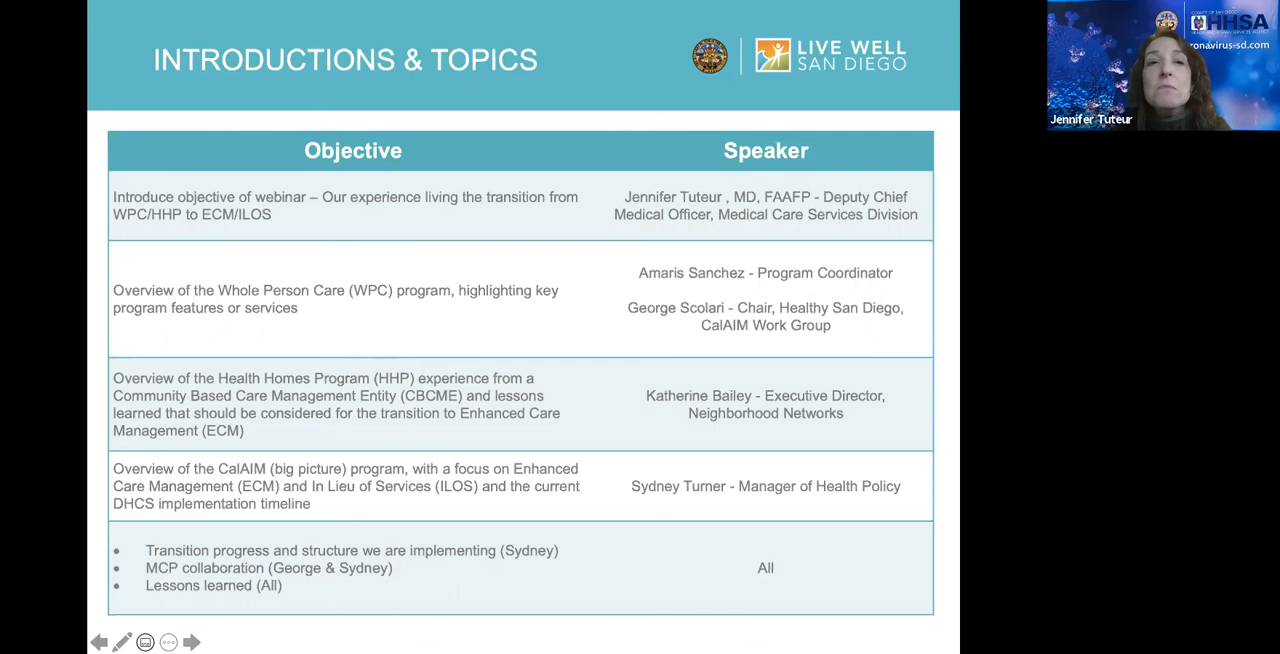 INTRODUCTIONS & TOPICS
LIVE WELL
SAN DIEGO
Objective
Speaker
Introduce objective of webinar – Our experience living the transition from
WPC/HHP to ECM/ILOS
Jennifer Tuteur , MD, FAAFP - Deputy Chief
Medical Officer, Medical Care Services Division
Overview of the Whole Person Care (WPC) program, highlighting key
program features or services
Amaris Sanchez - Program Coordinator
George Scolari - Chair, Healthy San Diego,
CalAIM Work Group
Overview of the Health Homes Program (HHP) experience from a
Community Based Care Management Entity (CBCME) and lessons
learned that should be considered for the transition to Enhanced Care
Management (ECM)
Katherine Bailey - Executive Director,
Neighborhood Networks
Overview of the CalAIM (big picture) program, with a focus on Enhanced
Care Management (ECM) and In Lieu of Services (ILOS) and the current
DHCS implementation timeline
Sydney Turner - Manager of Health Policy
• Transition progress and structure we are implementing (Sydney)
• MCP collaboration (George & Sydney)
• Lessons learned (All)
All
HHSA
ronavirus-sd.com
Jennifer Tuteur